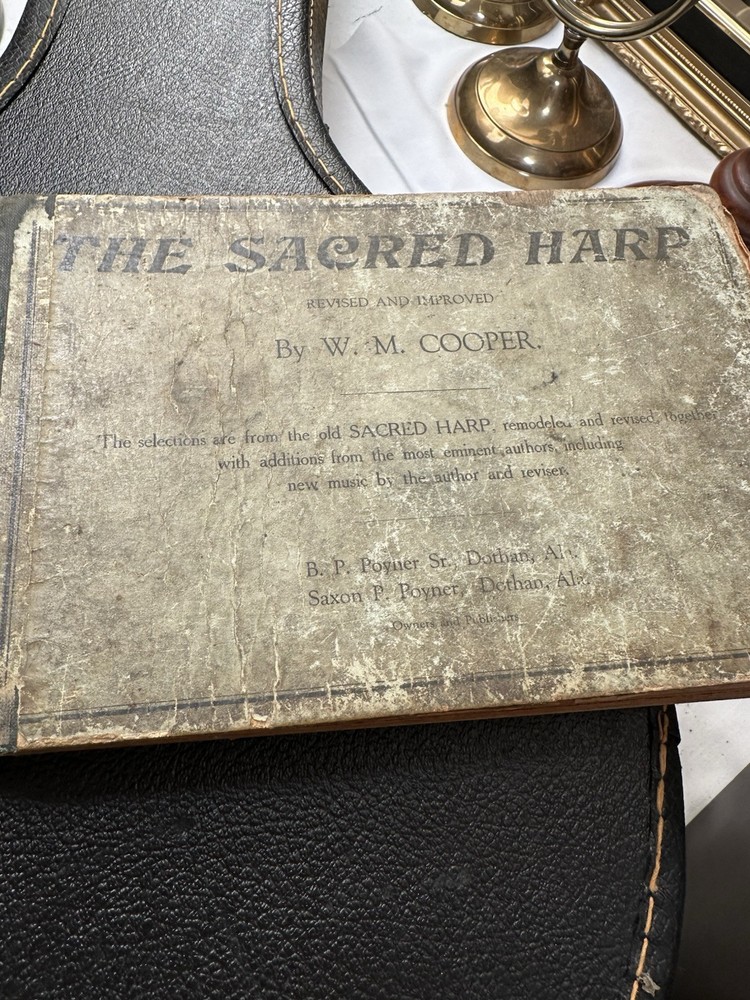 THE SACRED HARP
REVISED AND IMPROVED
By W. M. COOPER.
The selections are from the old SACRED HARP, remodeled and revised, together
with additions from the most eminent authors, including
new music by the author and reviser.
B. P. Poyner Sr., Dothan, Ala.
Saxon P. Poyner, Dothan, Ala.
Owners and Publishers